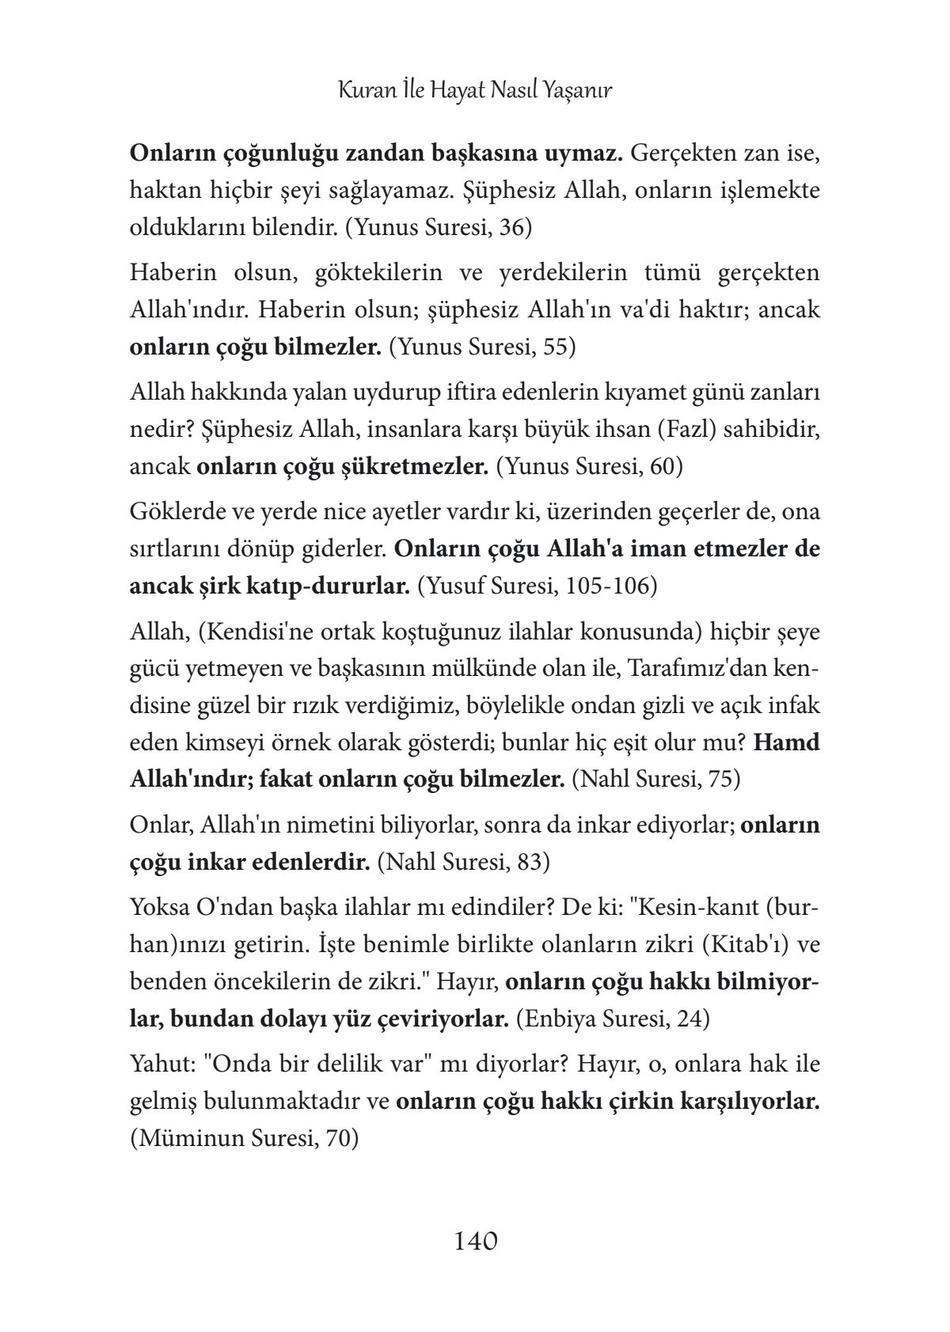 Kuran İle Hayat Nasıl Yaşanır
Onların çoğunluğu zandan başkasına uymaz. Gerçekten zan ise,
haktan hiçbir şeyi sağlayamaz. Şüphesiz Allah, onların işlemekte
olduklarını bilendir. (Yunus Suresi, 36)
Haberin olsun, göktekilerin ve yerdekilerin tümü gerçekten
Allah'ındır. Haberin olsun; şüphesiz Allah'ın va'di haktır; ancak
onların çoğu bilmezler. (Yunus Suresi, 55)
Allah hakkında yalan uydurup iftira edenlerin kıyamet günü zanları
nedir? Şüphesiz Allah, insanlara karşı büyük ihsan (Fazl) sahibidir,
ancak onların çoğu şükretmezler. (Yunus Suresi, 60)
Göklerde ve yerde nice ayetler vardır ki, üzerinden geçerler de, ona
sırtlarını dönüp giderler. Onların çoğu Allah'a iman etmezler de
ancak şirk katıp-dururlar. (Yusuf Suresi, 105-106)
Allah, (Kendisi'ne ortak koştuğunuz ilahlar konusunda) hiçbir şeye
gücü yetmeyen ve başkasının mülkünde olan ile, Tarafımız'dan ken-
disine güzel bir rızık verdiğimiz, böylelikle ondan gizli ve açık infak
eden kimseyi örnek olarak gösterdi; bunlar hiç eşit olur mu? Hamd
Allah'ındır; fakat onların çoğu bilmezler. (Nahl Suresi, 75)
Onlar, Allah'ın nimetini biliyorlar, sonra da inkar ediyorlar; onların
çoğu inkar edenlerdir. (Nahl Suresi, 83)
Yoksa O'ndan başka ilahlar mı edindiler? De ki: "Kesin-kanıt (bur-
han)ınızı getirin. İşte benimle birlikte olanların zikri (Kitab'ı) ve
benden öncekilerin de zikri." Hayır, onların çoğu hakkı bilmiyor-
lar, bundan dolayı yüz çeviriyorlar. (Enbiya Suresi, 24)
Yahut: "Onda bir delilik var" mı diyorlar? Hayır, o, onlara hak ile
gelmiş bulunmaktadır ve onların çoğu hakkı çirkin karşılıyorlar.
(Müminun Suresi, 70)
140